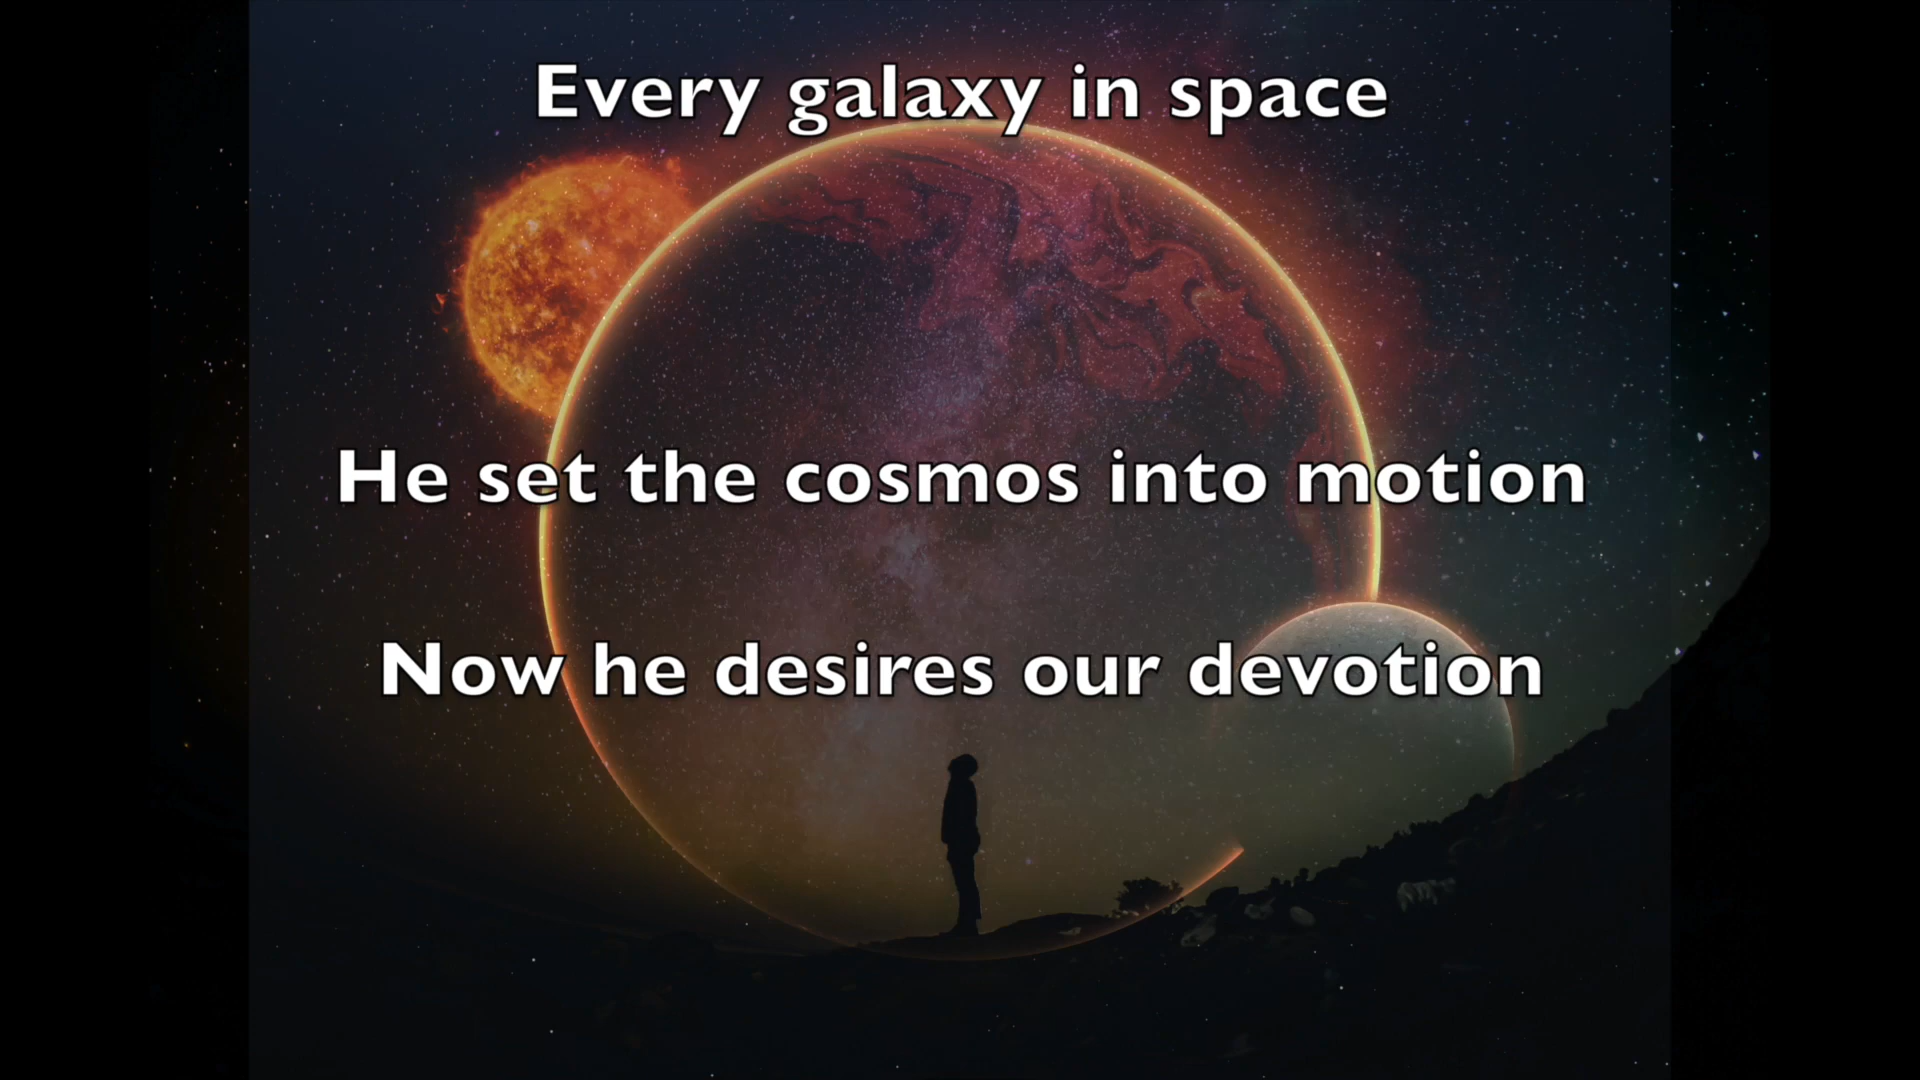 Every galaxy in space
He set the cosmos into motion
Now he desires our devotion